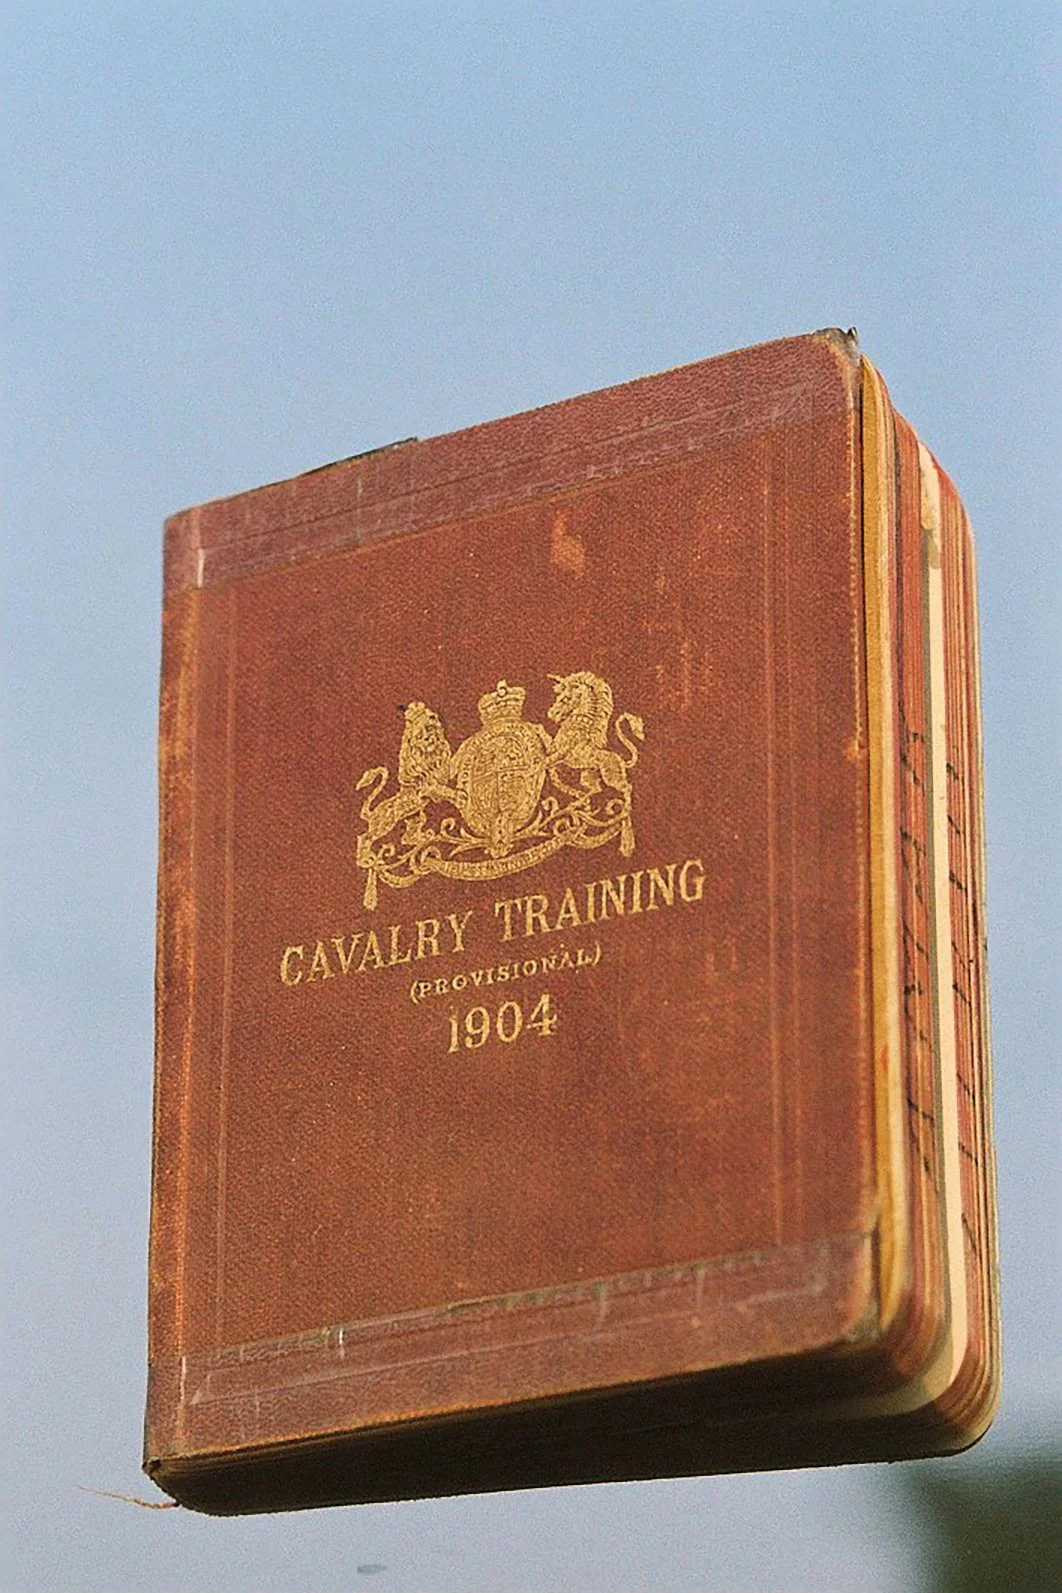 CAVALRY TRAINING
(PROVISIONAL)
1904